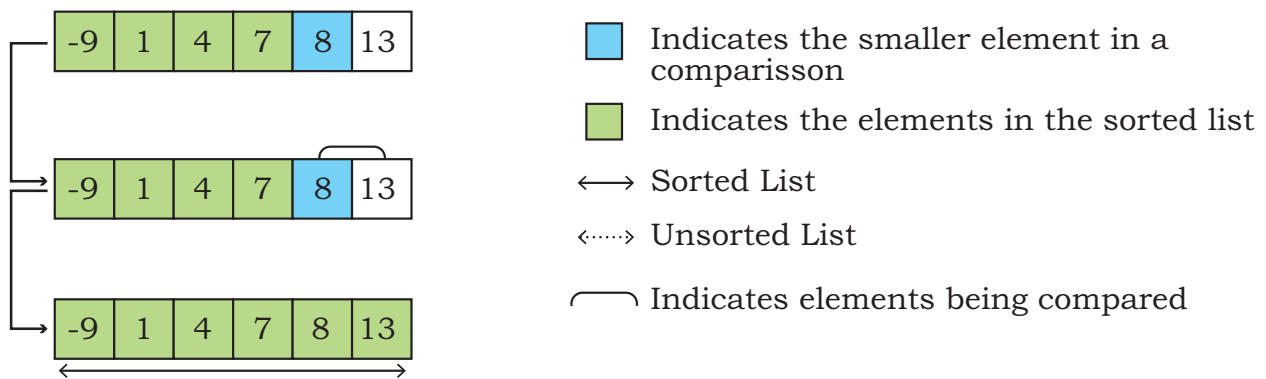 -9 1 4 7 8 13
Indicates the smaller element in a
comparisson
Indicates the elements in the sorted list
-9 1 4 7 8 13
Sorted List
Unsorted List
Indicates elements being compared
-9 1 4 7 8 13